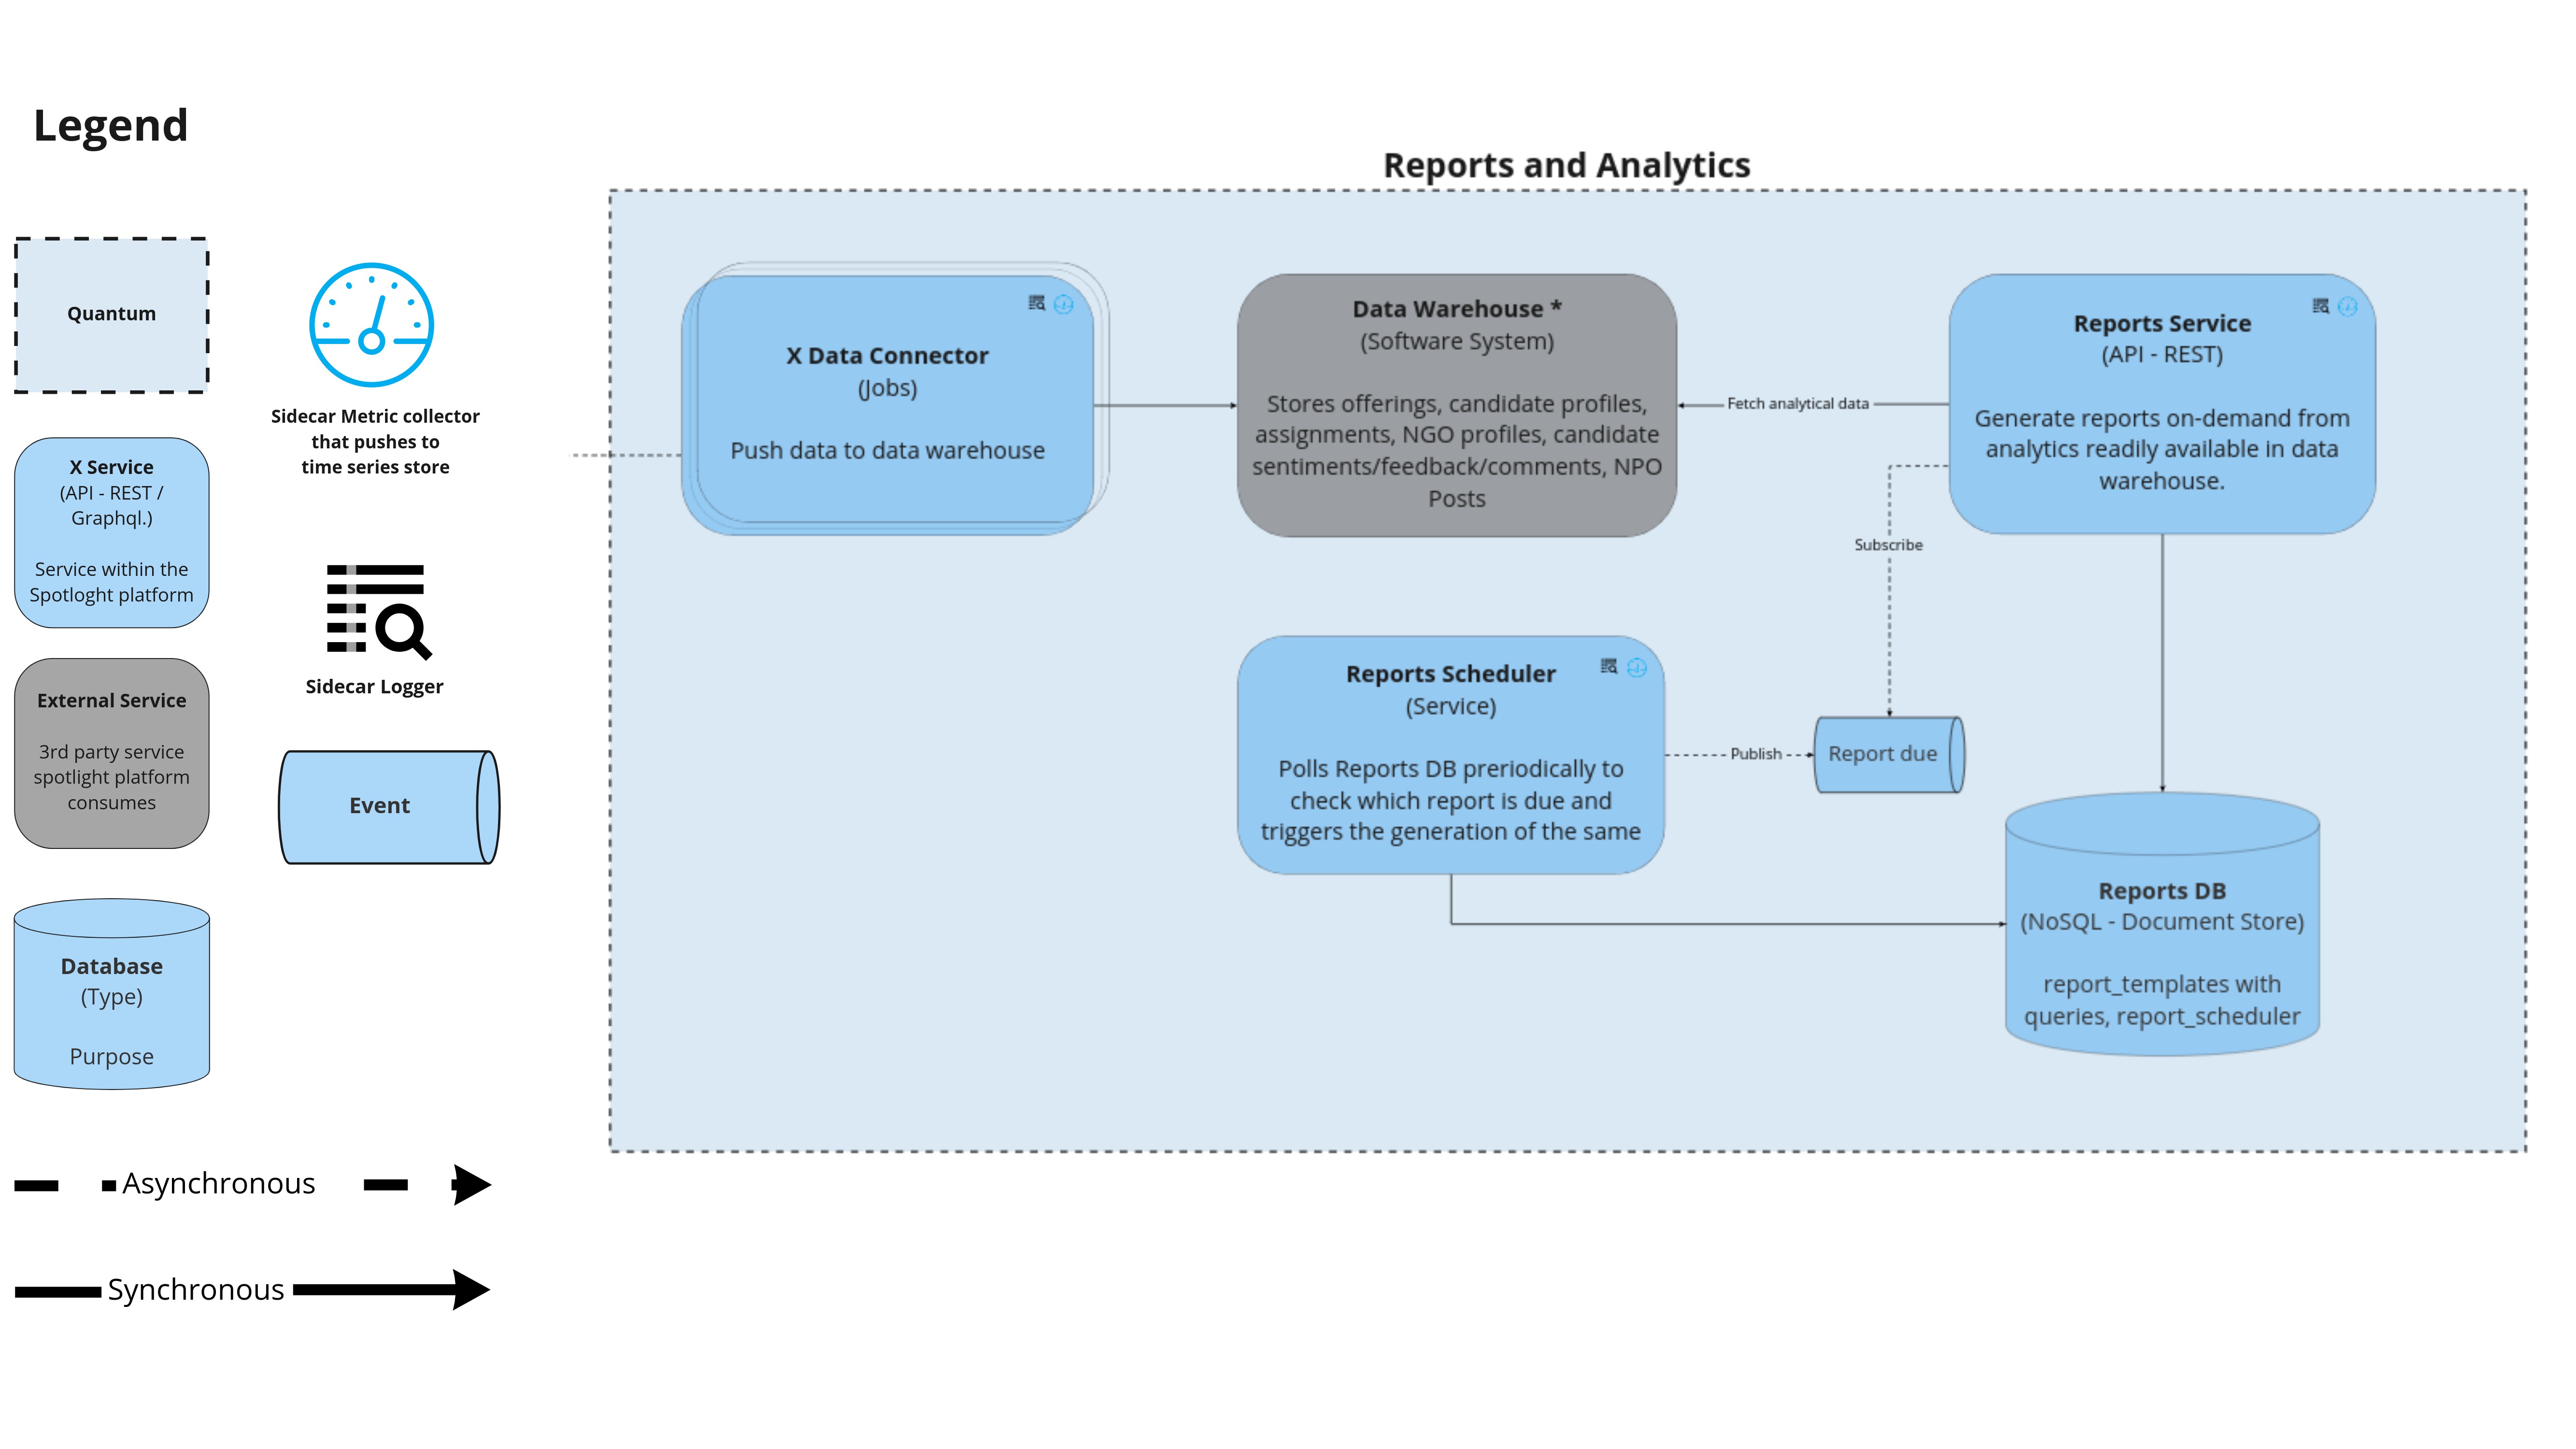 Legend
Quantum
X Service
(API - REST /
Graphql.)
Service within the
Spotloght platform
External Service
3rd party service
spotlight platform
consumes
Database
(Type)
Purpose
Sidecar Metric collector
that pushes to
time series store
Sidecar Logger
Event
Asynchronous
Synchronous
Reports and Analytics
X Data Connector
(Jobs)
Push data to data warehouse
Data Warehouse *
(Software System)
Stores offerings, candidate profiles,
assignments, NGO profiles, candidate
sentiments/feedback/comments, NPO
Posts
Fetch analytical data
Reports Service
(API - REST)
Generate reports on-demand from
analytics readily available in data
warehouse.
Subscribe
Reports Scheduler
(Service)
Polls Reports DB preriodically to
check which report is due and
triggers the generation of the same
Publish
Report due
Reports DB
(NoSQL - Document Store)
report_templates with
queries, report_scheduler